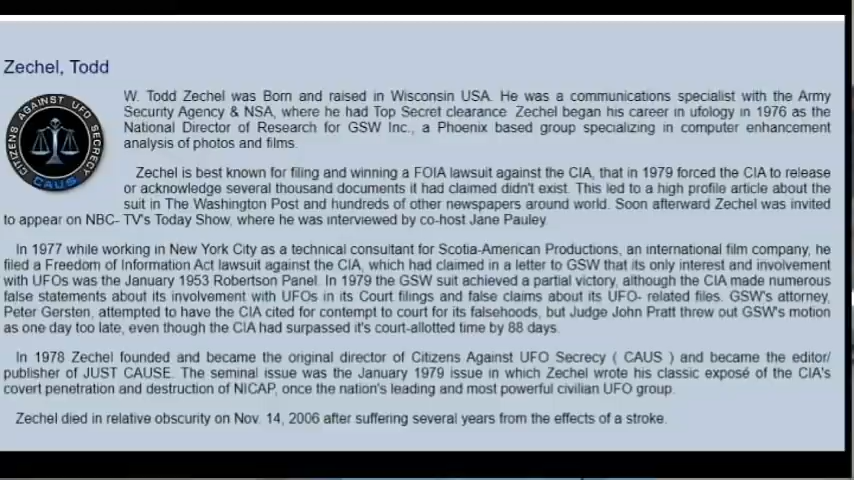 Zechel, Todd
CITIZENS AGAINST UFO SECRECY
CAUS
W. Todd Zechel was Born and raised in Wisconsin USA. He was a communications specialist with the Army
Security Agency & NSA, where he had Top Secret clearance Zechel began his career in ufology in 1976 as the
National Director of Research for GSW Inc., a Phoenix based group specializing in computer enhancement
analysis of photos and films.
Zechel is best known for filing and winning a FOIA lawsuit against the CIA, that in 1979 forced the CIA to release
or acknowledge several thousand documents it had claimed didn't exist. This led to a high profile article about the
suit in The Washington Post and hundreds of other newspapers around world. Soon afterward Zechel was invited
to appear on NBC- TV's Today Show, where he was interviewed by co-host Jane Pauley.
In 1977 while working in New York City as a technical consultant for Scotia-American Productions, an international film company, he
filed a Freedom of Information Act lawsuit against the CIA, which had claimed in a letter to GSW that its only interest and involvement
with UFOs was the January 1953 Robertson Panel. In 1979 the GSW suit achieved a partial victory, although the CIA made numerous
false statements about its involvement with UFOs in its Court filings and false claims about its UFO- related files. GSW's attorney,
Peter Gersten, attempted to have the CIA cited for contempt to court for its falsehoods, but Judge John Pratt threw out GSW's motion
as one day too late, even though the CIA had surpassed it's court-allotted time by 88 days.
In 1978 Zechel founded and became the original director of Citizens Against UFO Secrecy ( CAUS ) and became the editor/
publisher of JUST CAUSE. The seminal issue was the January 1979 issue in which Zechel wrote his classic exposé of the CIA's
covert penetration and destruction of NICAP, once the nation's leading and most powerful civilian UFO group.
Zechel died in relative obscurity on Nov. 14, 2006 after suffering several years from the effects of a stroke.